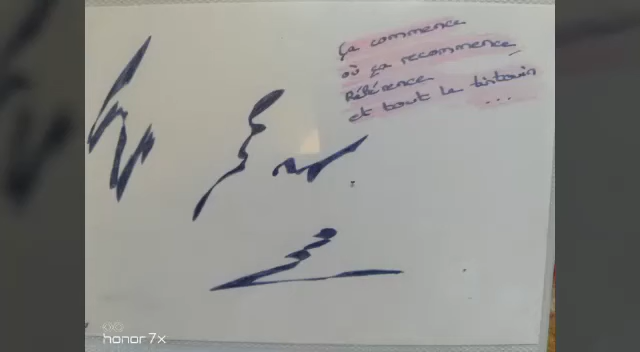 Ça commence
où ça recommence
Référence
et tout le tintouin
...
honor 7x